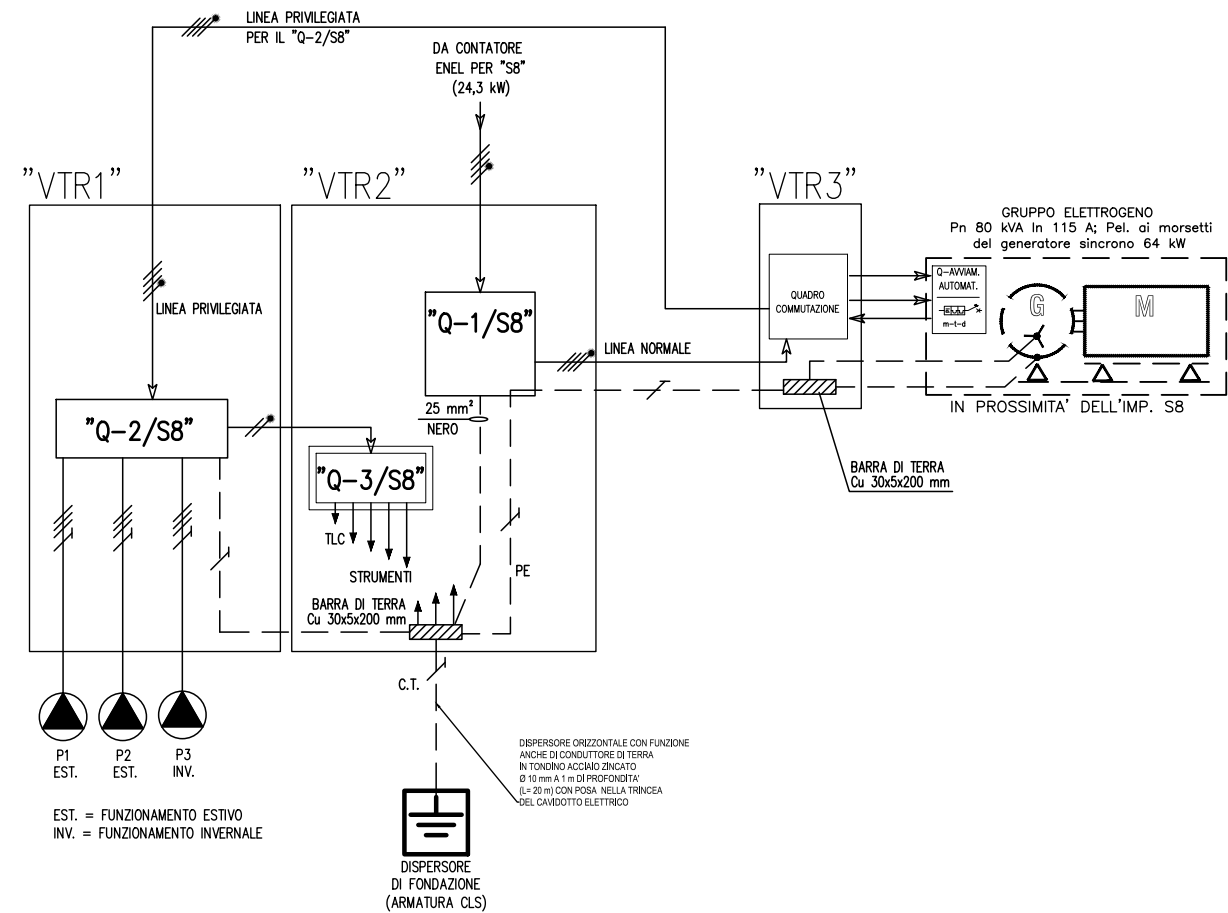 LINEA PRIVILEGIATA
PER IL "Q-2/S8"
DA CONTATORE
ENEL PER "S8"
(24,3 kW)
"VTR1"
"VTR2"
"VTR3"
GRUPPO ELETTROGENO
Pn 80 kVA In 115 A; Pel. ai morsetti
del generatore sincrono 64 kW
LINEA PRIVILEGIATA
"Q-1/S8"
QUADRO
COMMUTAZIONE
Q-AVVIAM.
AUTOMAT.
m-t-d
G
M
LINEA NORMALE
IN PROSSIMITA' DELL'IMP. S8
25 mm²
NERO
"Q-2/S8"
"Q-3/S8"
BARRA DI TERRA
Cu 30x5x200 mm
TLC
STRUMENTI
PE
BARRA DI TERRA
Cu 30x5x200 mm
C.T.
P1
EST.
P2
EST.
P3
INV.
DISPERSORE ORIZZONTALE CON FUNZIONE
ANCHE DI CONDUTTORE DI TERRA
IN TONDINO ACCIAIO ZINCATO
Ø 10 mm A 1 m DI PROFONDITA'
(L= 20 m) CON POSA NELLA TRINCEA
DEL CAVIDOTTO ELETTRICO
EST. = FUNZIONAMENTO ESTIVO
INV. = FUNZIONAMENTO INVERNALE
DISPERSORE
DI FONDAZIONE
(ARMATURA CLS)